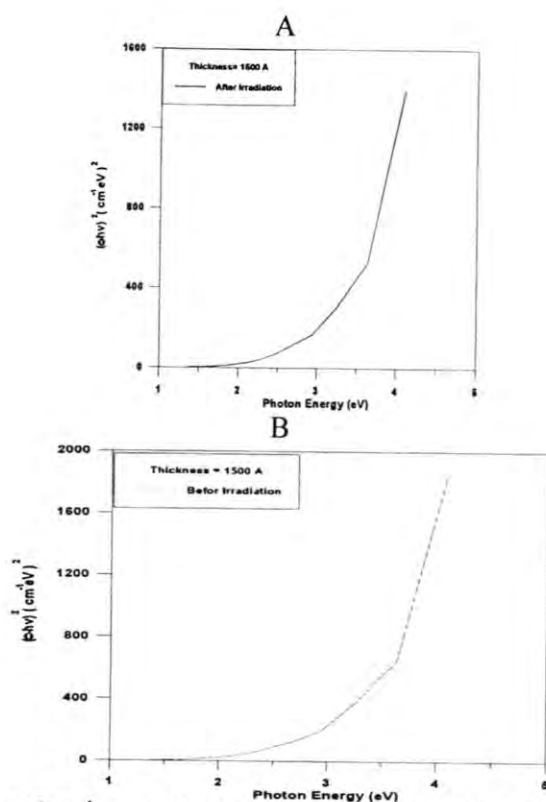 A
1600
1200
800
400
0
Thickness= 1500 A
After Irradiation
(αhν)² (cm⁻¹ eV)²
1 2 3 4 5
Photon Energy (eV)
B
2000
1600
1200
800
400
0
Thickness = 1500 A
Befor Irradiation
(αhν)² (cm⁻¹ eV)²
1 2 3 4 5
Photon Energy (eV)